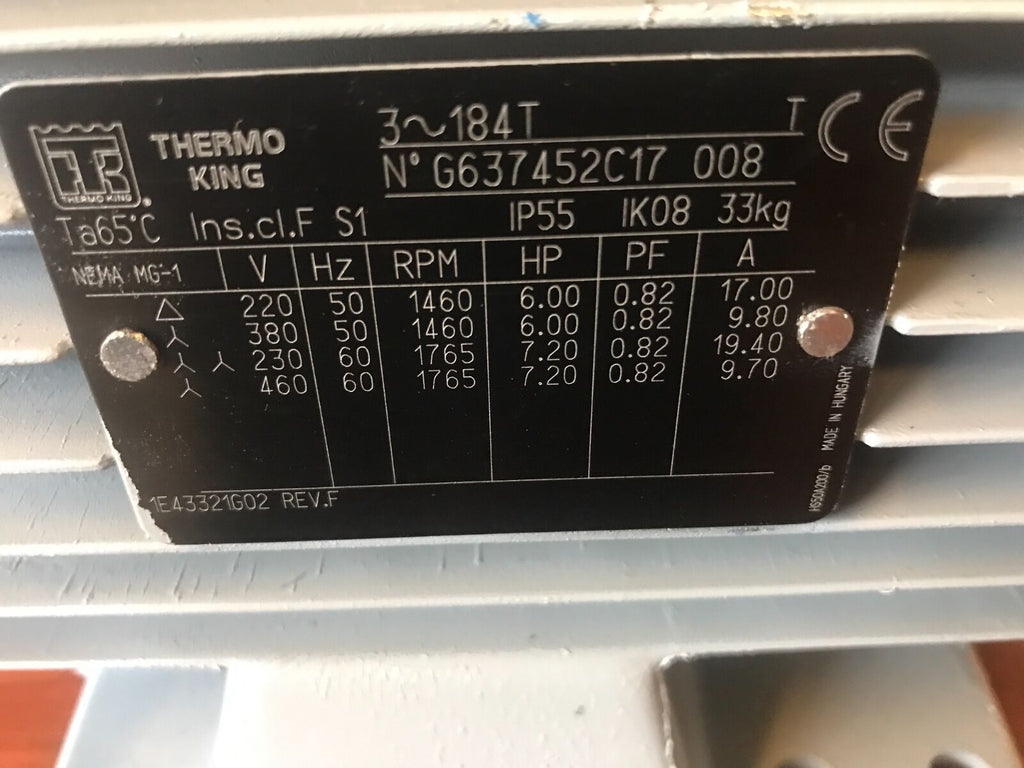 3~184T T CE
THERMO KING
THERMO
KING
N° G637452C17 008
Ta65°C Ins.cl.F S1 IP55 IK08 33kg
NEMA MG-1 V Hz RPM HP PF A
△ 220 50 1460 6.00 0.82 17.00
⅄ 380 50 1460 6.00 0.82 9.80
⅄ ⅄ 230 60 1765 7.20 0.82 19.40
⅄ 460 60 1765 7.20 0.82 9.70
1E43321G02 REV.F
MADE IN HUNGARY